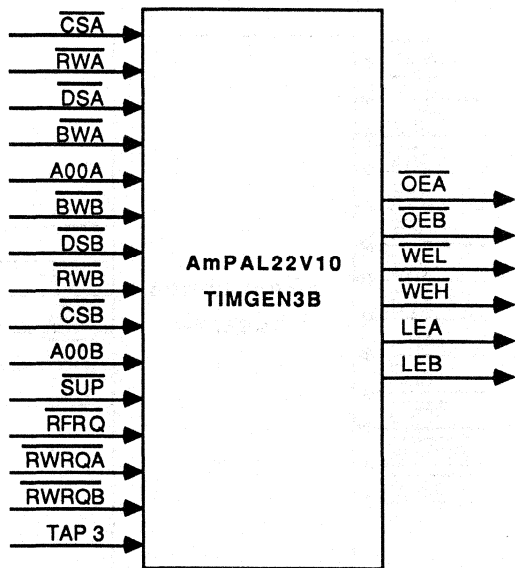 CSA
RWA
DSA
BWA
A00A
BWB
DSB
RWB
CSB
A00B
SUP
RFRQ
RWRQA
RWRQB
TAP 3
AmPAL22V10
TIMGEN3B
OEA
OEB
WEL
WEH
LEA
LEB